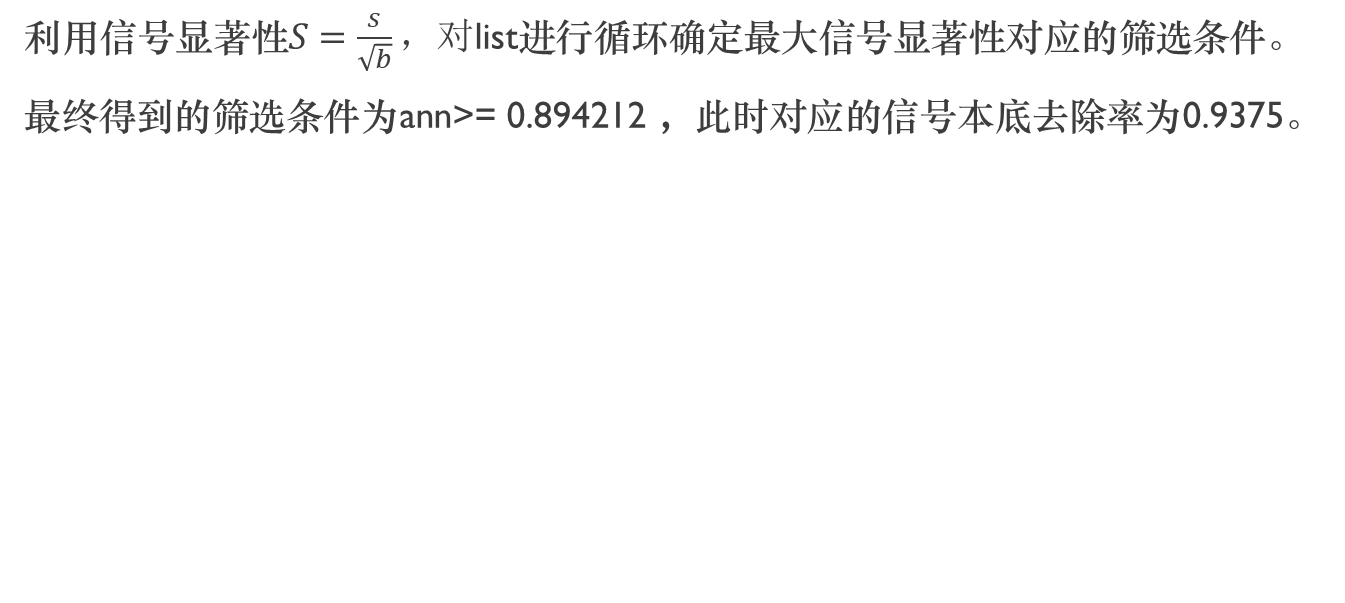 利用信号显著性$S = \frac{s}{\sqrt{b}}$，对list进行循环确定最大信号显著性对应的筛选条件。
最终得到的筛选条件为ann>= 0.894212 ，此时对应的信号本底去除率为0.9375。